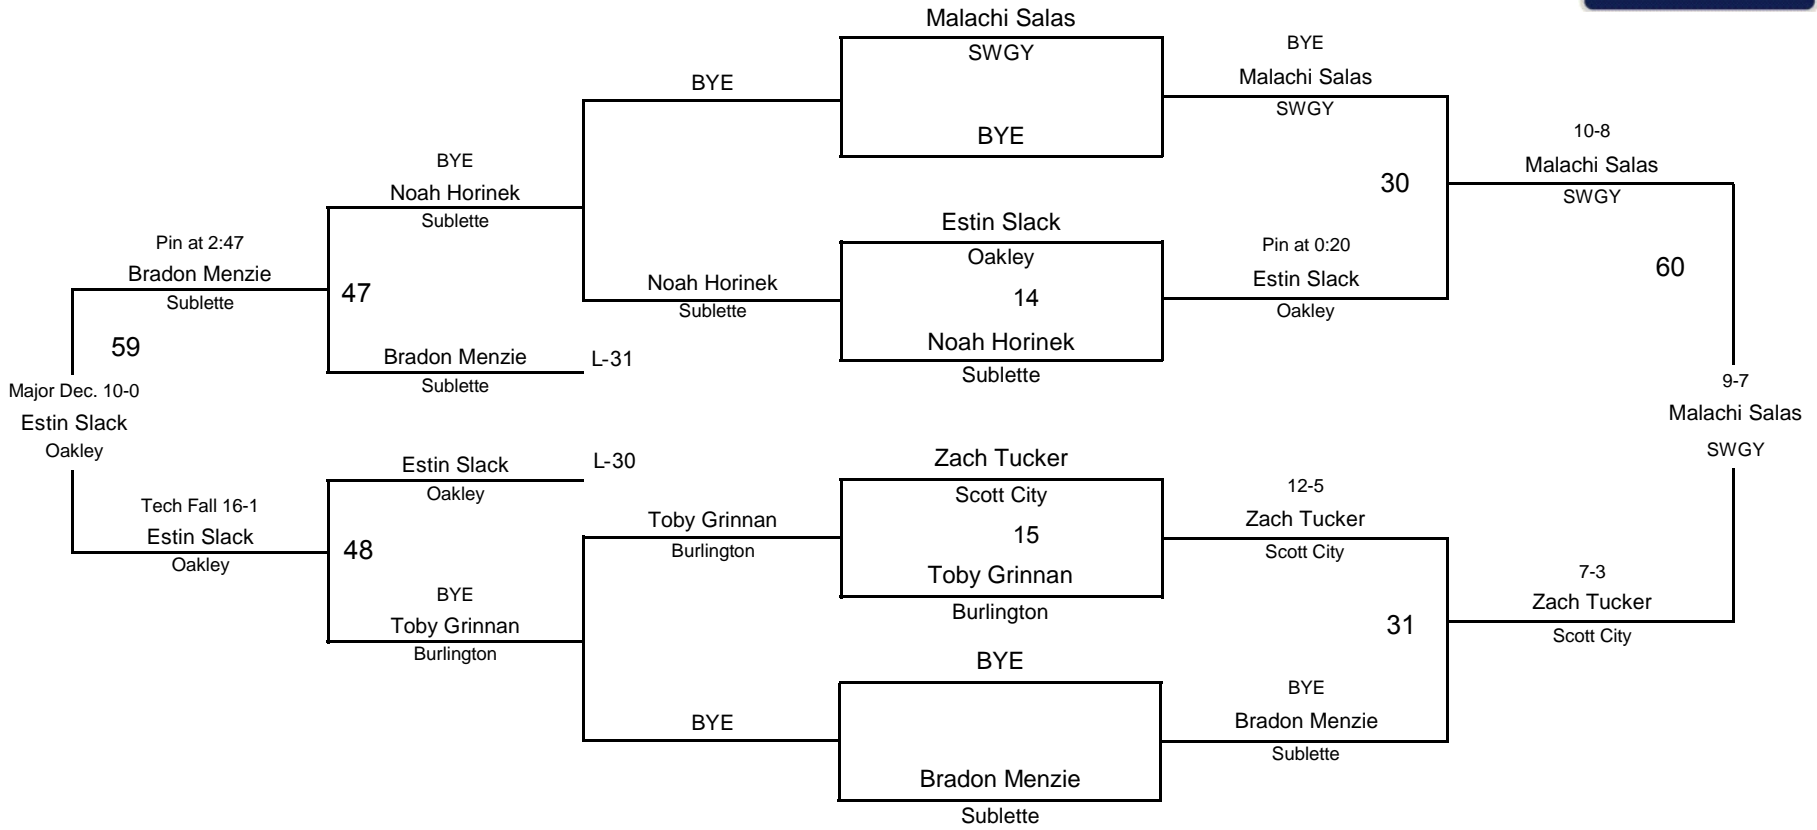 Malachi Salas
SWGY
BYE
BYE
Malachi Salas
SWGY
BYE
BYE
10-8
Malachi Salas
SWGY
BYE
Noah Horinek
Sublette
30
Estin Slack
Oakley
Pin at 0:20
Estin Slack
Oakley
60
Pin at 2:47
Bradon Menzie
Sublette
47
Noah Horinek
Sublette
14
Noah Horinek
Sublette
59
Bradon Menzie
Sublette
L-31
Major Dec. 10-0
Estin Slack
Oakley
9-7
Malachi Salas
SWGY
Estin Slack
Oakley
L-30
Zach Tucker
Scott City
12-5
Zach Tucker
Scott City
Tech Fall 16-1
Estin Slack
Oakley
48
Toby Grinnan
Burlington
15
Toby Grinnan
Burlington
7-3
Zach Tucker
Scott City
BYE
Toby Grinnan
Burlington
31
BYE
BYE
Bradon Menzie
Sublette
BYE
Bradon Menzie
Sublette